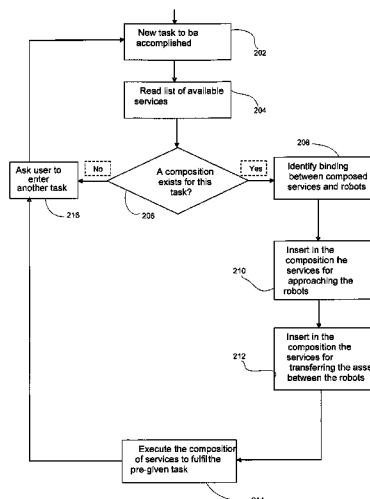 New task to be
accomplished
202
Read list of available
services
204
A composition
exists for this
task?
206
No
Yes
Ask user to
enter
another task
216
Identify binding
between composed
services and robots
208
Insert in the
composition he
services for
approaching the
robots
210
Insert in the
composition the
services for
transferring the asse
between the robots
212
Execute the composition
of services to fulfilthe
pre-given task
214